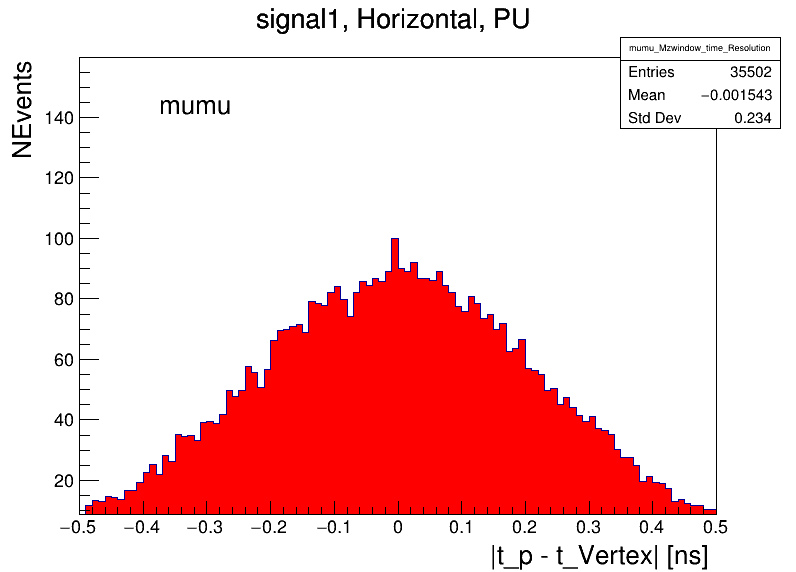 signal1, Horizontal, PU
mumu_Mzwindow_time_Resolution
Entries 35502
Mean −0.001543
Std Dev 0.234
NEvents
mumu
140
120
100
80
60
40
20
−0.5 −0.4 −0.3 −0.2 −0.1 0 0.1 0.2 0.3 0.4 0.5
|t_p - t_Vertex| [ns]